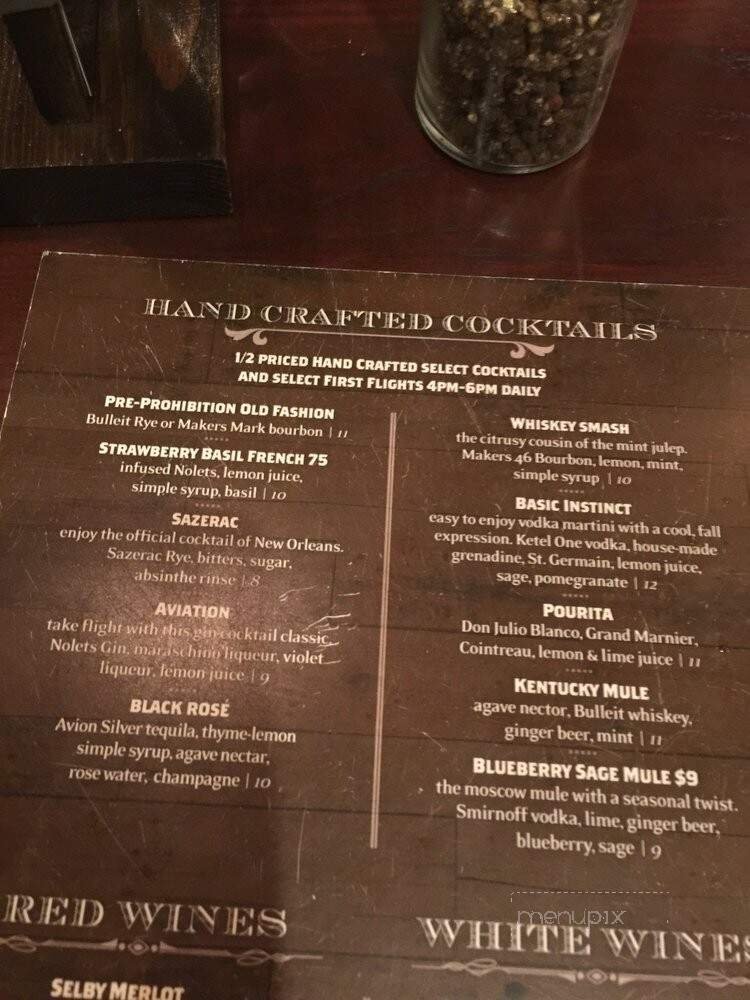 HAND CRAFTED COCKTAILS
1/2 PRICED HAND CRAFTED SELECT COCKTAILS
AND SELECT FIRST FLIGHTS 4PM-6PM DAILY
PRE-PROHIBITION OLD FASHION
Bulleit Rye or Makers Mark bourbon | 11
STRAWBERRY BASIL FRENCH 75
infused Nolets, lemon juice,
simple syrup, basil | 10
SAZERAC
enjoy the official cocktail of New Orleans.
Sazerac Rye, bitters, sugar,
absinthe rinse | 8
AVIATION
take flight with this gin cocktail classic.
Nolets Gin, maraschino liqueur, violet
liqueur, lemon juice | 9
BLACK ROSÉ
Avion Silver tequila, thyme-lemon
simple syrup, agave nectar,
rose water, champagne | 10
WHISKEY SMASH
the citrusy cousin of the mint julep.
Makers 46 Bourbon, lemon, mint,
simple syrup | 10
BASIC INSTINCT
easy to enjoy vodka martini with a cool, fall
expression. Ketel One vodka, house-made
grenadine, St. Germain, lemon juice,
sage, pomegranate | 12
POURITA
Don Julio Blanco, Grand Marnier,
Cointreau, lemon & lime juice | 11
KENTUCKY MULE
agave nector, Bulleit whiskey,
ginger beer, mint | 11
BLUEBERRY SAGE MULE $9
the moscow mule with a seasonal twist.
Smirnoff vodka, lime, ginger beer,
blueberry, sage | 9
RED WINES
SELBY MERLOT
WHITE WINES
menupix